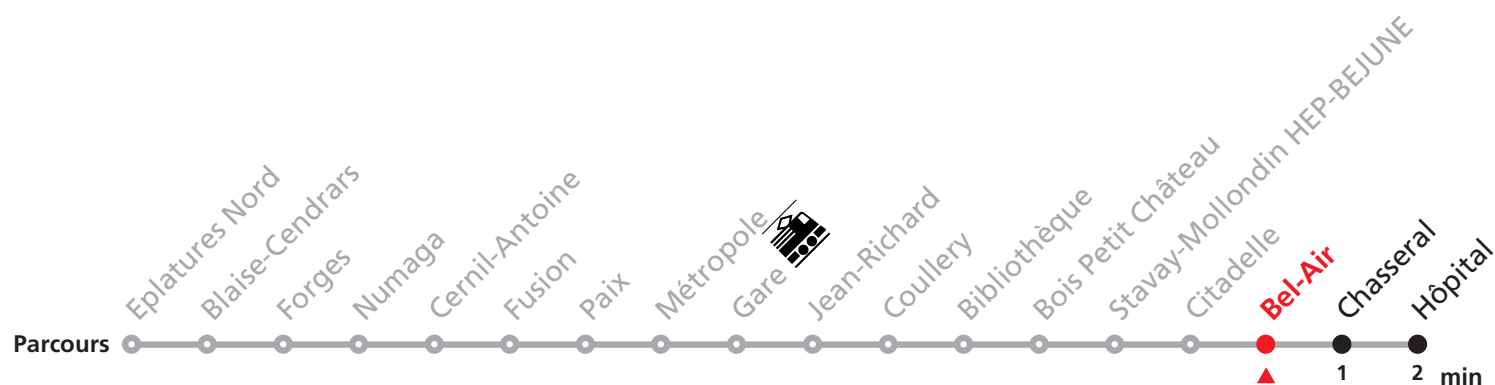 Eplatures Nord
Blaise-Cendrars
Forges
Numaga
Cernil-Antoine
Fusion
Paix
Métropole
Gare
Jean-Richard
Coullery
Bibliothèque
Bois Petit Château
Stavay-Mollondin HEP-BEJUNE
Citadelle
Bel-Air
Chasseral
Hôpital
Parcours
1 2 min